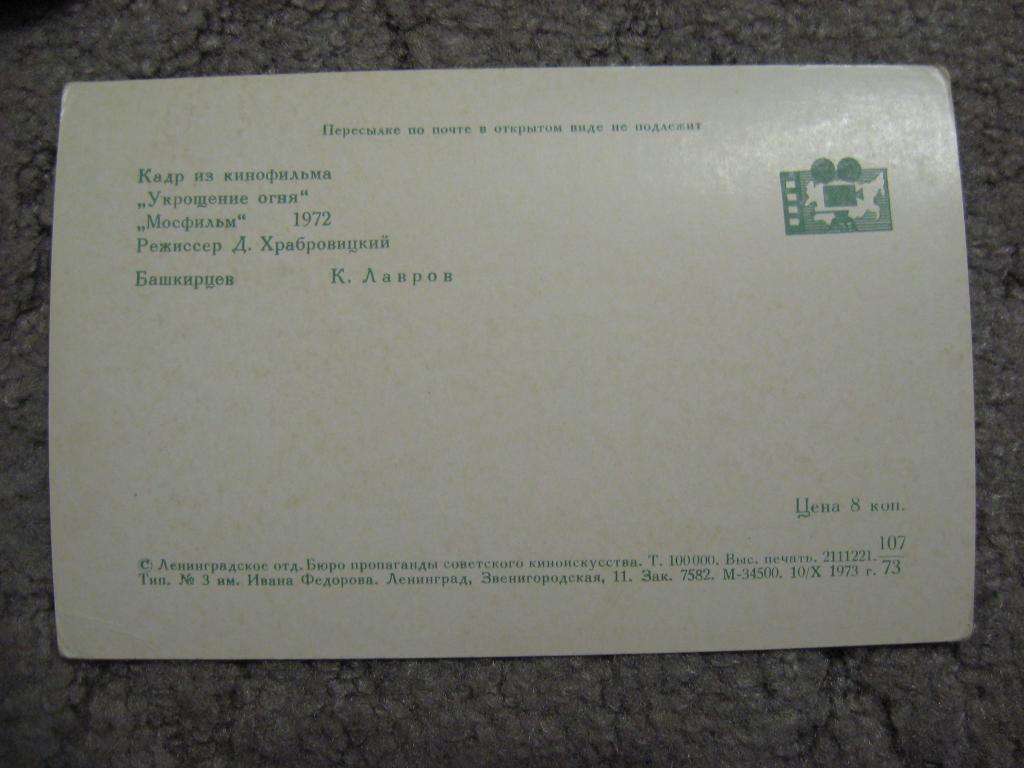 Пересылке по почте в открытом виде не подлежит
Кадр из кинофильма
„Укрощение огня“
„Мосфильм“ 1972
Режиссер Д. Храбровицкий
Башкирцев К. Лавров
Цена 8 коп.
© Ленинградское отд. Бюро пропаганды советского киноискусства. Т. 100 000. Выс. печать. 2111221. 107/73
Тип. № 3 им. Ивана Федорова. Ленинград, Звенигородская, 11. Зак. 7582. М-34500. 10/X 1973 г.